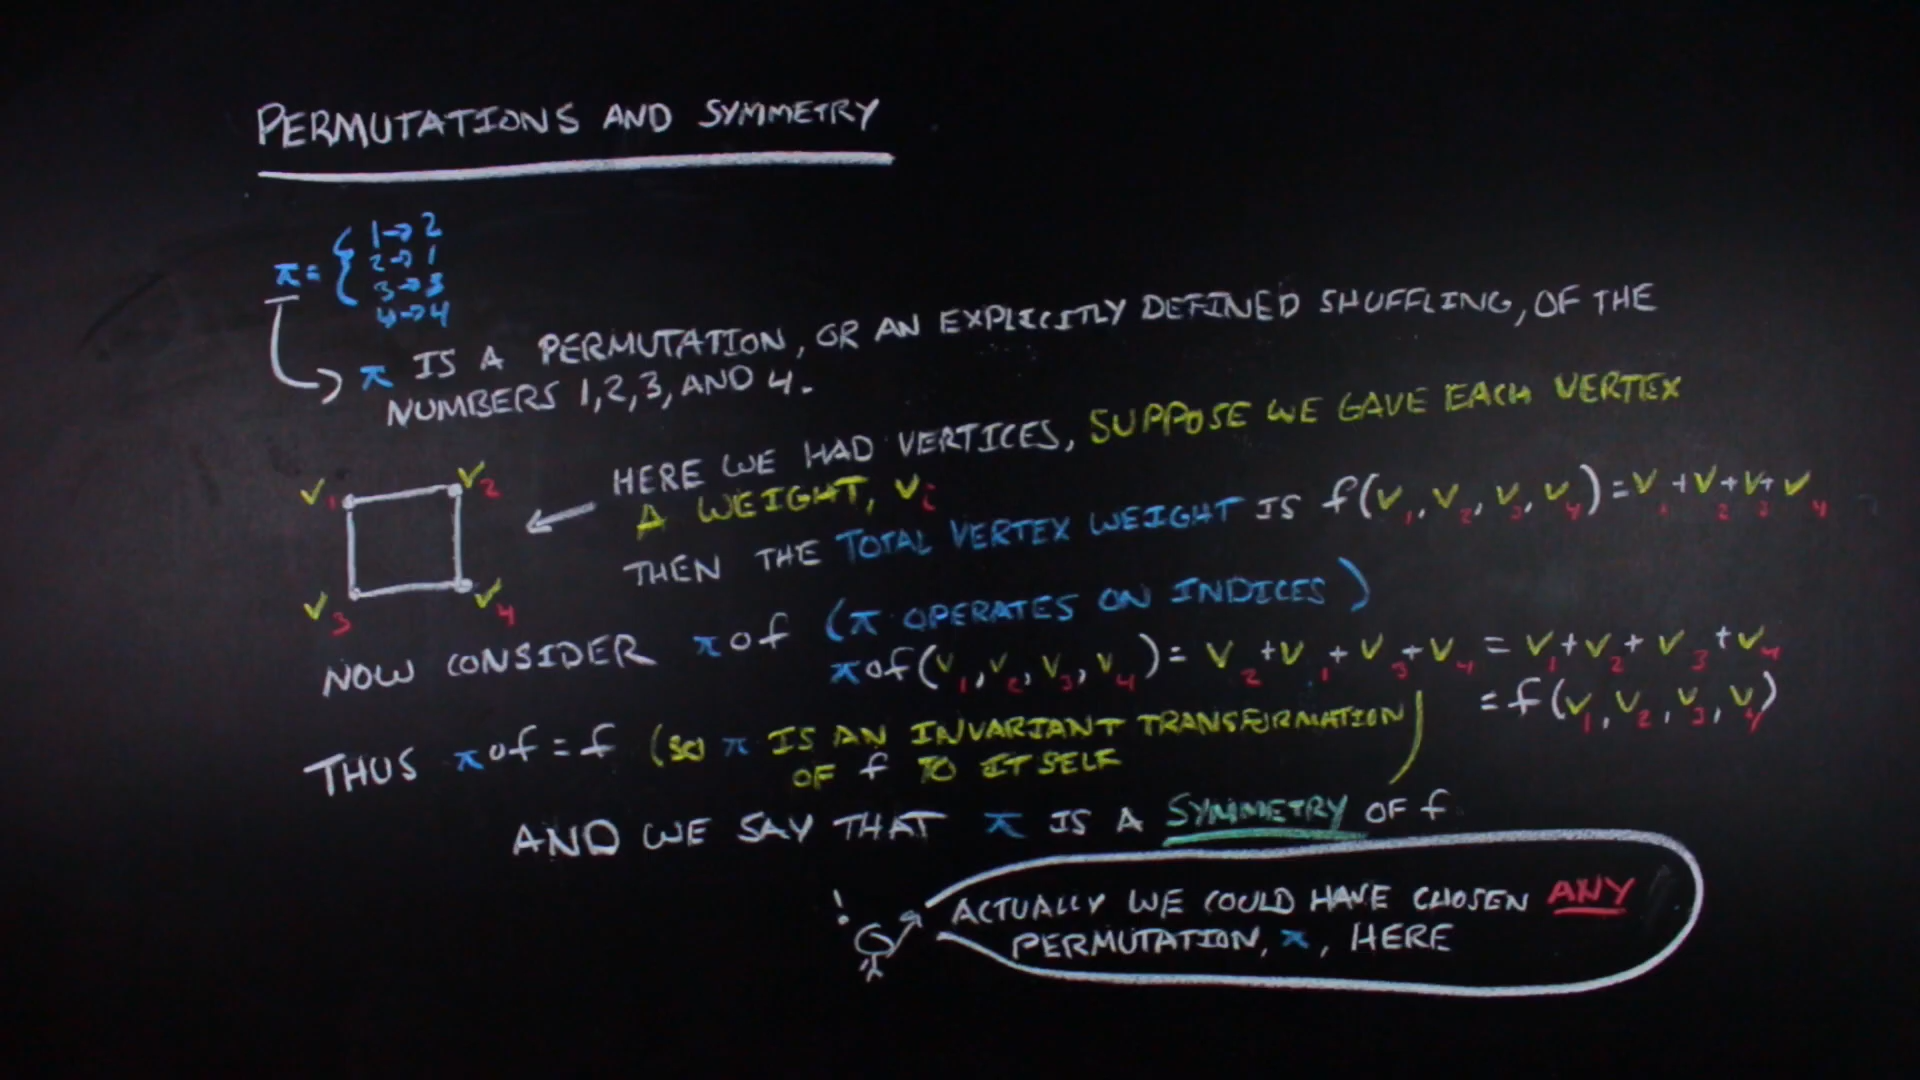 PERMUTATIONS AND SYMMETRY
π = { 1→2
2→1
3→3
4→4
π IS A PERMUTATION, OR AN EXPLICITLY DEFINED SHUFFLING, OF THE
NUMBERS 1,2,3, AND 4.
V₁ V₂
V₃ V₄
HERE WE HAD VERTICES, SUPPOSE WE GAVE EACH VERTEX
A WEIGHT, Vᵢ
THEN THE TOTAL VERTEX WEIGHT IS f(V₁, V₂, V₃, V₄) = V₁+V₂+V₃+V₄
NOW CONSIDER π∘f (π OPERATES ON INDICES)
π∘f(V₁, V₂, V₃, V₄) = V₂+V₁+V₃+V₄ = V₁+V₂+V₃+V₄
= f(V₁, V₂, V₃, V₄)
THUS π∘f = f (SO π IS AN INVARIANT TRANSFORMATION
OF f TO ITSELF)
AND WE SAY THAT π IS A SYMMETRY OF f
! ACTUALLY WE COULD HAVE CHOSEN ANY
PERMUTATION, π, HERE